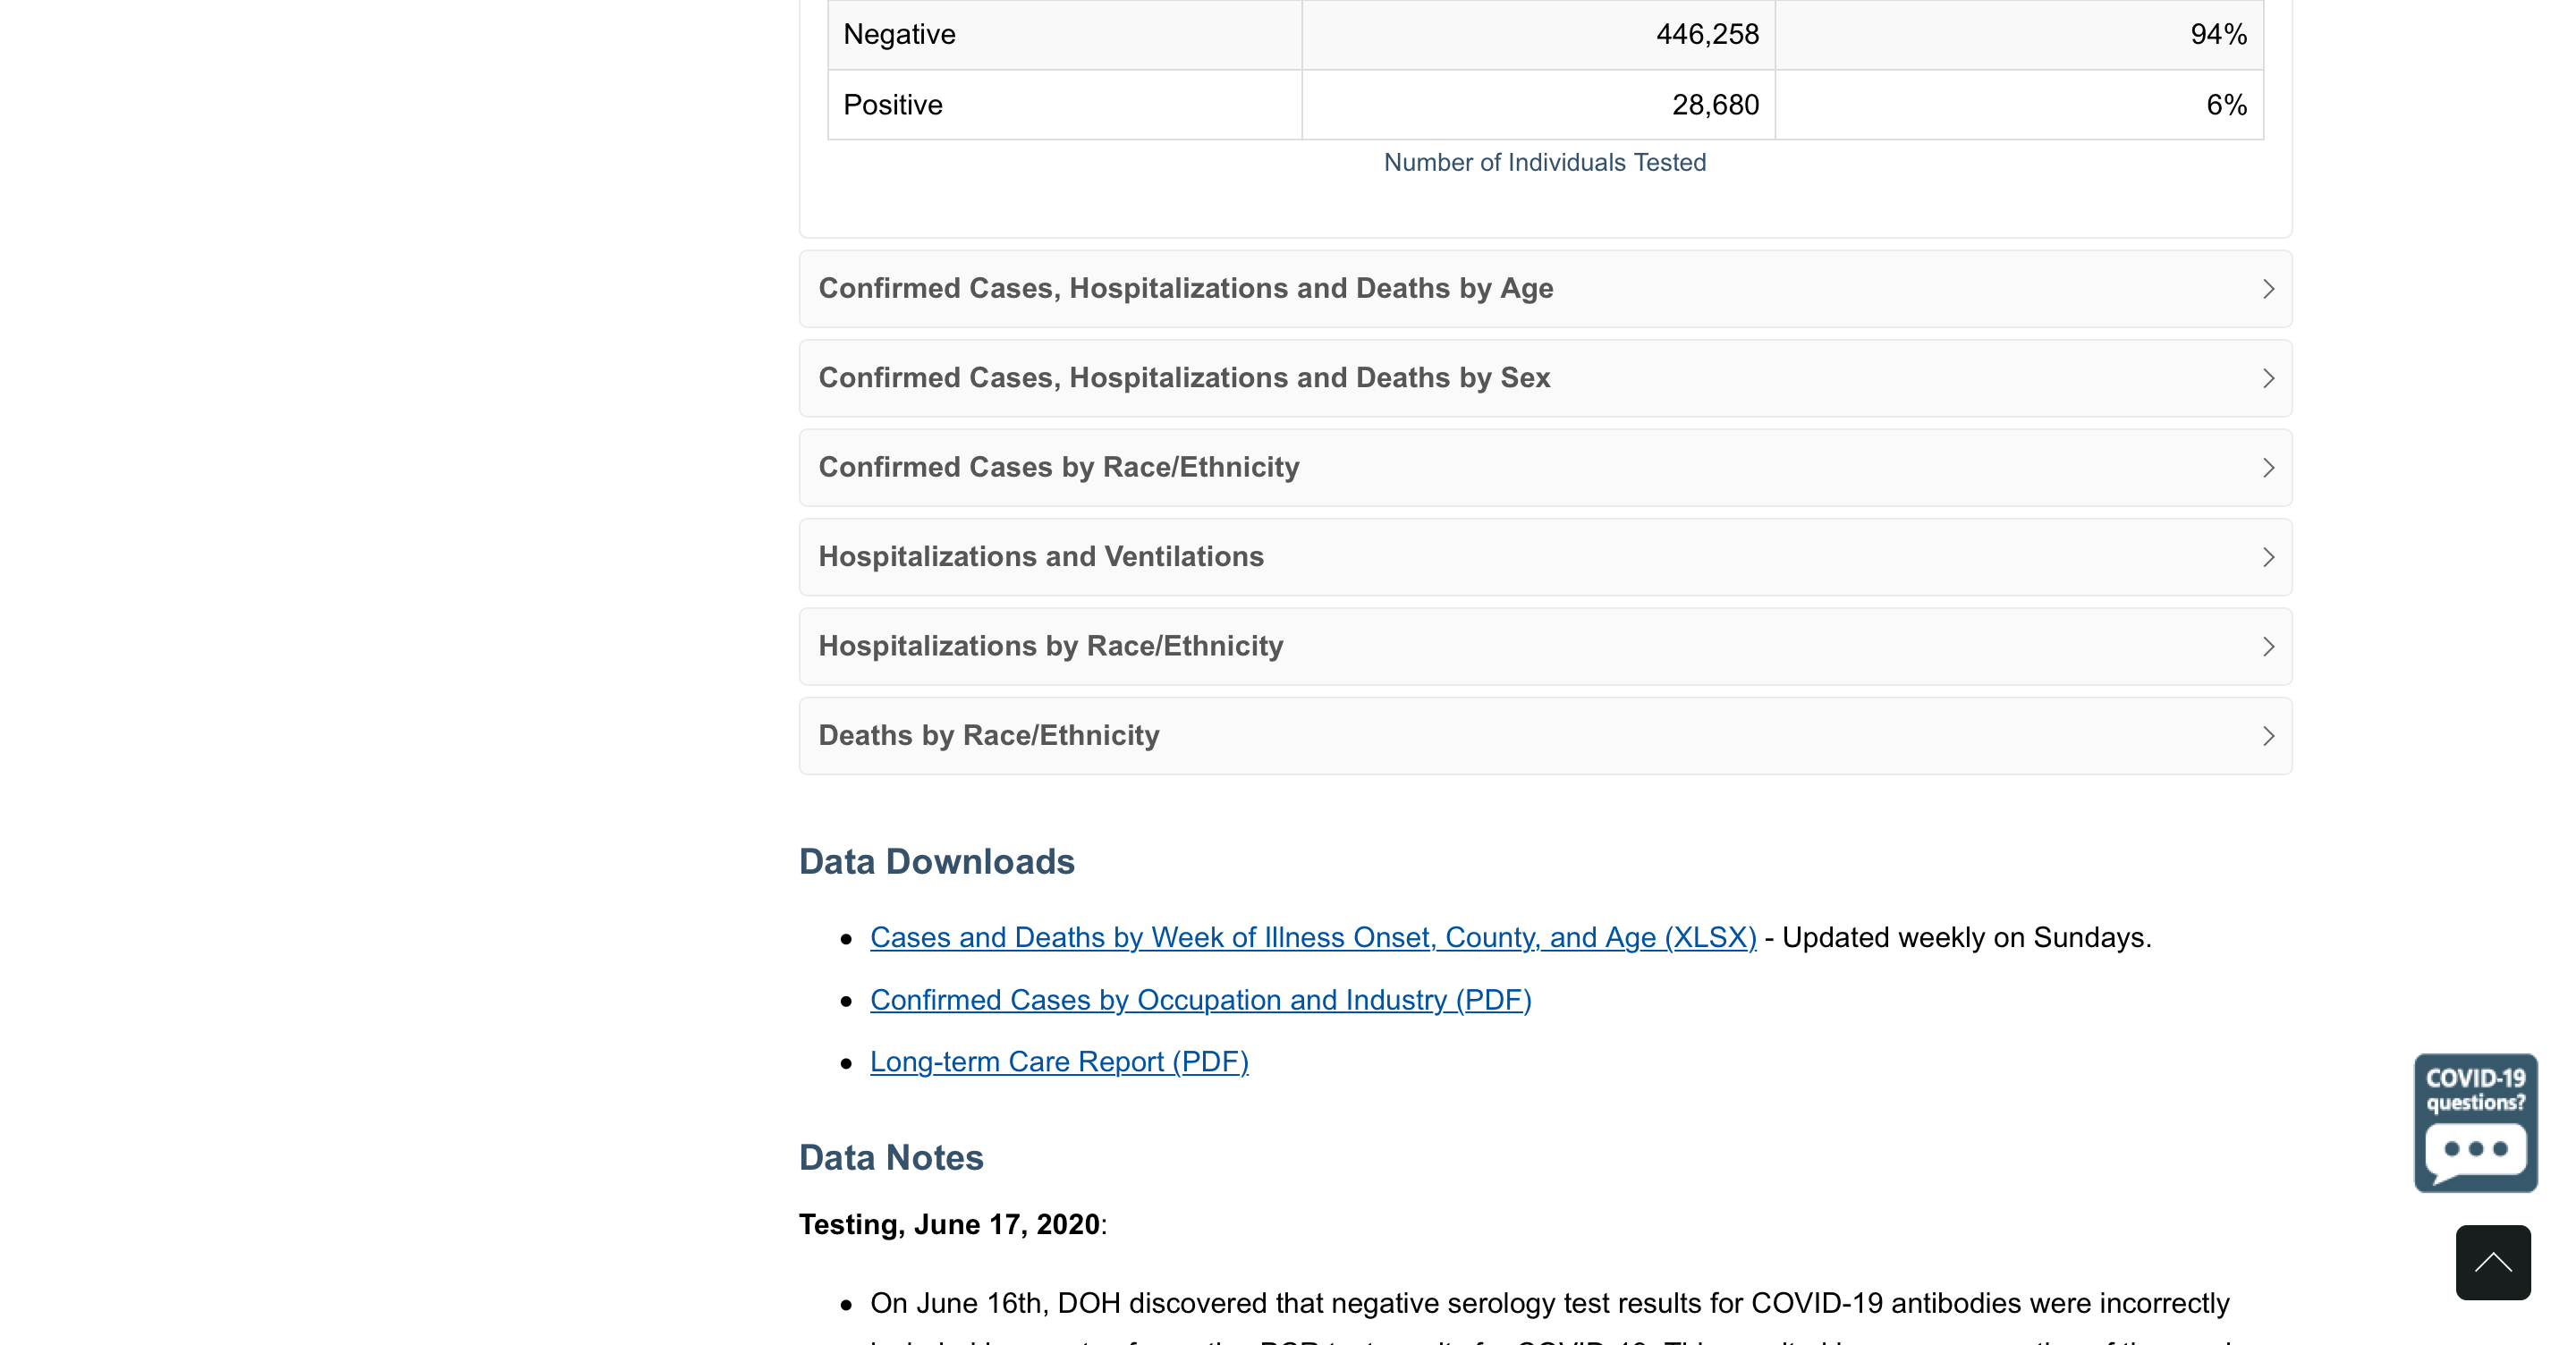 Negative 446,258 94%
Positive 28,680 6%
Number of Individuals Tested
Confirmed Cases, Hospitalizations and Deaths by Age
Confirmed Cases, Hospitalizations and Deaths by Sex
Confirmed Cases by Race/Ethnicity
Hospitalizations and Ventilations
Hospitalizations by Race/Ethnicity
Deaths by Race/Ethnicity
Data Downloads
Cases and Deaths by Week of Illness Onset, County, and Age (XLSX) - Updated weekly on Sundays.
Confirmed Cases by Occupation and Industry (PDF)
Long-term Care Report (PDF)
COVID-19
questions?
Data Notes
Testing, June 17, 2020:
On June 16th, DOH discovered that negative serology test results for COVID-19 antibodies were incorrectly